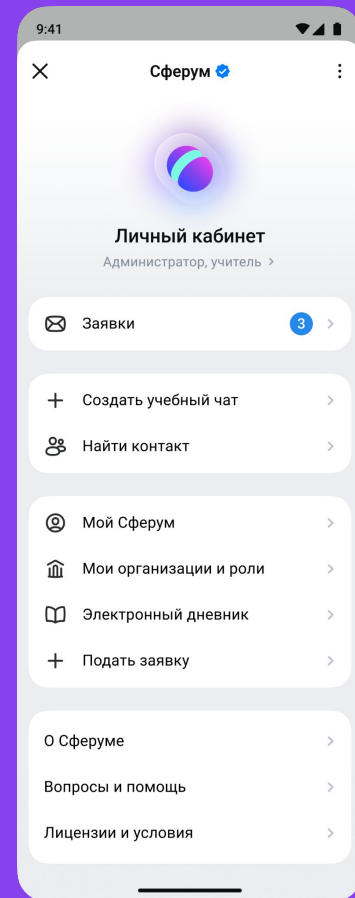 9:41
Сферум
Личный кабинет
Администратор, учитель
Заявки 3
Создать учебный чат
Найти контакт
Мой Сферум
Мои организации и роли
Электронный дневник
Подать заявку
О Сферуме
Вопросы и помощь
Лицензии и условия